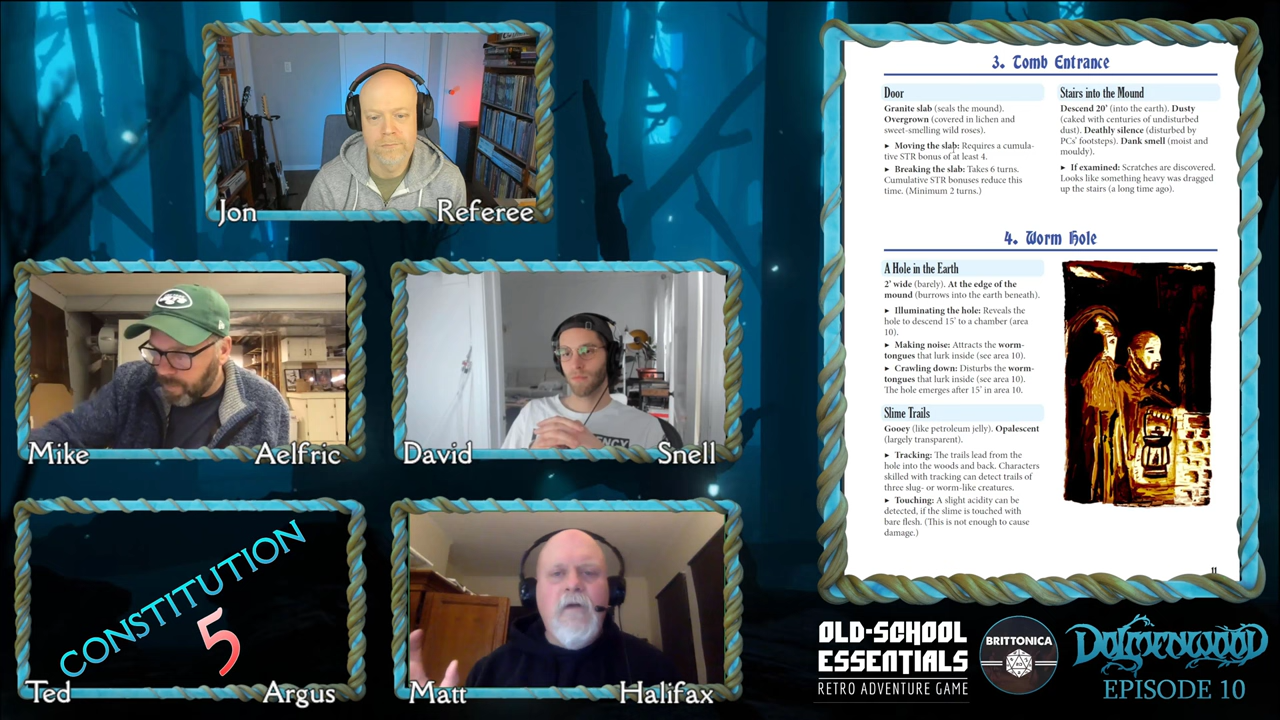 Jon Referee
Mike Aelfric
David Snell
CONSTITUTION
5
Ted Argus
Matt Halifax
3. Tomb Entrance
Door
Granite slab (seals the mound).
Overgrown (covered in lichen and
sweet-smelling wild roses).
► Moving the slab: Requires a cumula-
tive STR bonus of at least 4.
► Breaking the slab: Takes 6 turns.
Cumulative STR bonuses reduce this
time. (Minimum 2 turns.)
Stairs into the Mound
Descend 20' (into the earth). Dusty
(caked with centuries of undisturbed
dust). Deathly silence (disturbed by
PCs' footsteps). Dank smell (moist and
mouldy).
► If examined: Scratches are discovered.
Looks like something heavy was dragged
up the stairs (a long time ago).
4. Worm Hole
A Hole in the Earth
2' wide (barely). At the edge of the
mound (burrows into the earth beneath).
► Illuminating the hole: Reveals the
hole to descend 15' to a chamber (area
10).
► Making noise: Attracts the worm-
tongues that lurk inside (see area 10).
► Crawling down: Disturbs the worm-
tongues that lurk inside (see area 10).
The hole emerges after 15' in area 10.
Slime Trails
Gooey (like petroleum jelly). Opalescent
(largely transparent).
► Tracking: The trails lead from the
hole into the woods and back. Characters
skilled with tracking can detect trails of
three slug- or worm-like creatures.
► Touching: A slight acidity can be
detected, if the slime is touched with
bare flesh. (This is not enough to cause
damage.)
11
OLD-SCHOOL
ESSENTIALS
RETRO ADVENTURE GAME
BRITTONICA
Dolmenwood
EPISODE 10